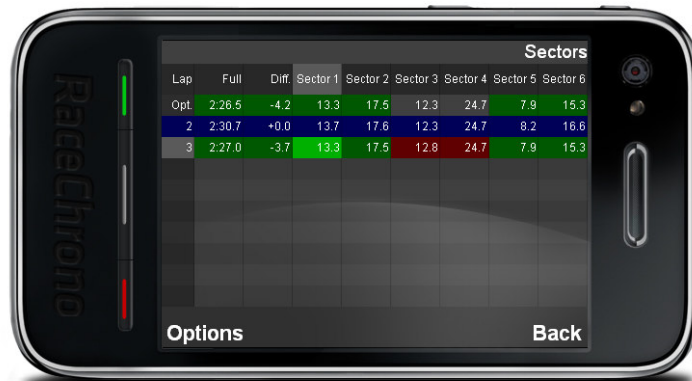 RaceChrono
Sectors
Lap Full Diff. Sector 1 Sector 2 Sector 3 Sector 4 Sector 5 Sector 6
Opt. 2:26.5 -4.2 13.3 17.5 12.3 24.7 7.9 15.3
2 2:30.7 +0.0 13.7 17.6 12.3 24.7 8.2 16.6
3 2:27.0 -3.7 13.3 17.5 12.8 24.7 7.9 15.3
Options Back